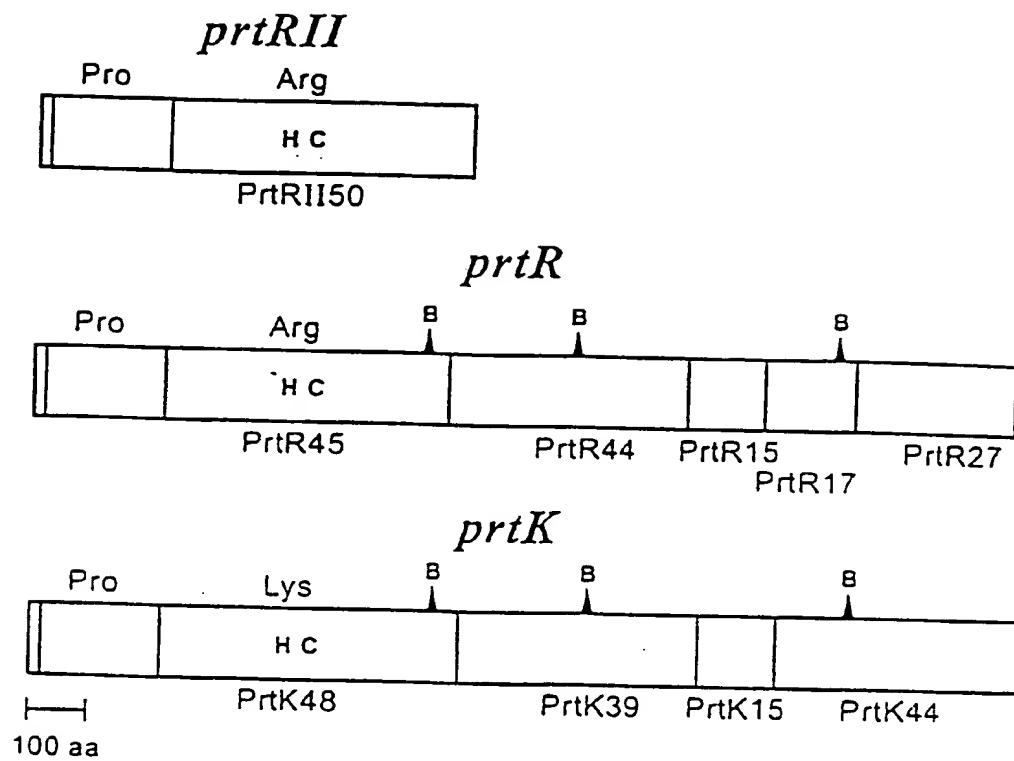 prtRII
Pro Arg
H C
PrtRII50
prtR
B B B
Pro Arg
H C
PrtR45 PrtR44 PrtR15 PrtR27
PrtR17
prtK
B B B
Pro Lys
H C
PrtK48 PrtK39 PrtK15 PrtK44
100 aa